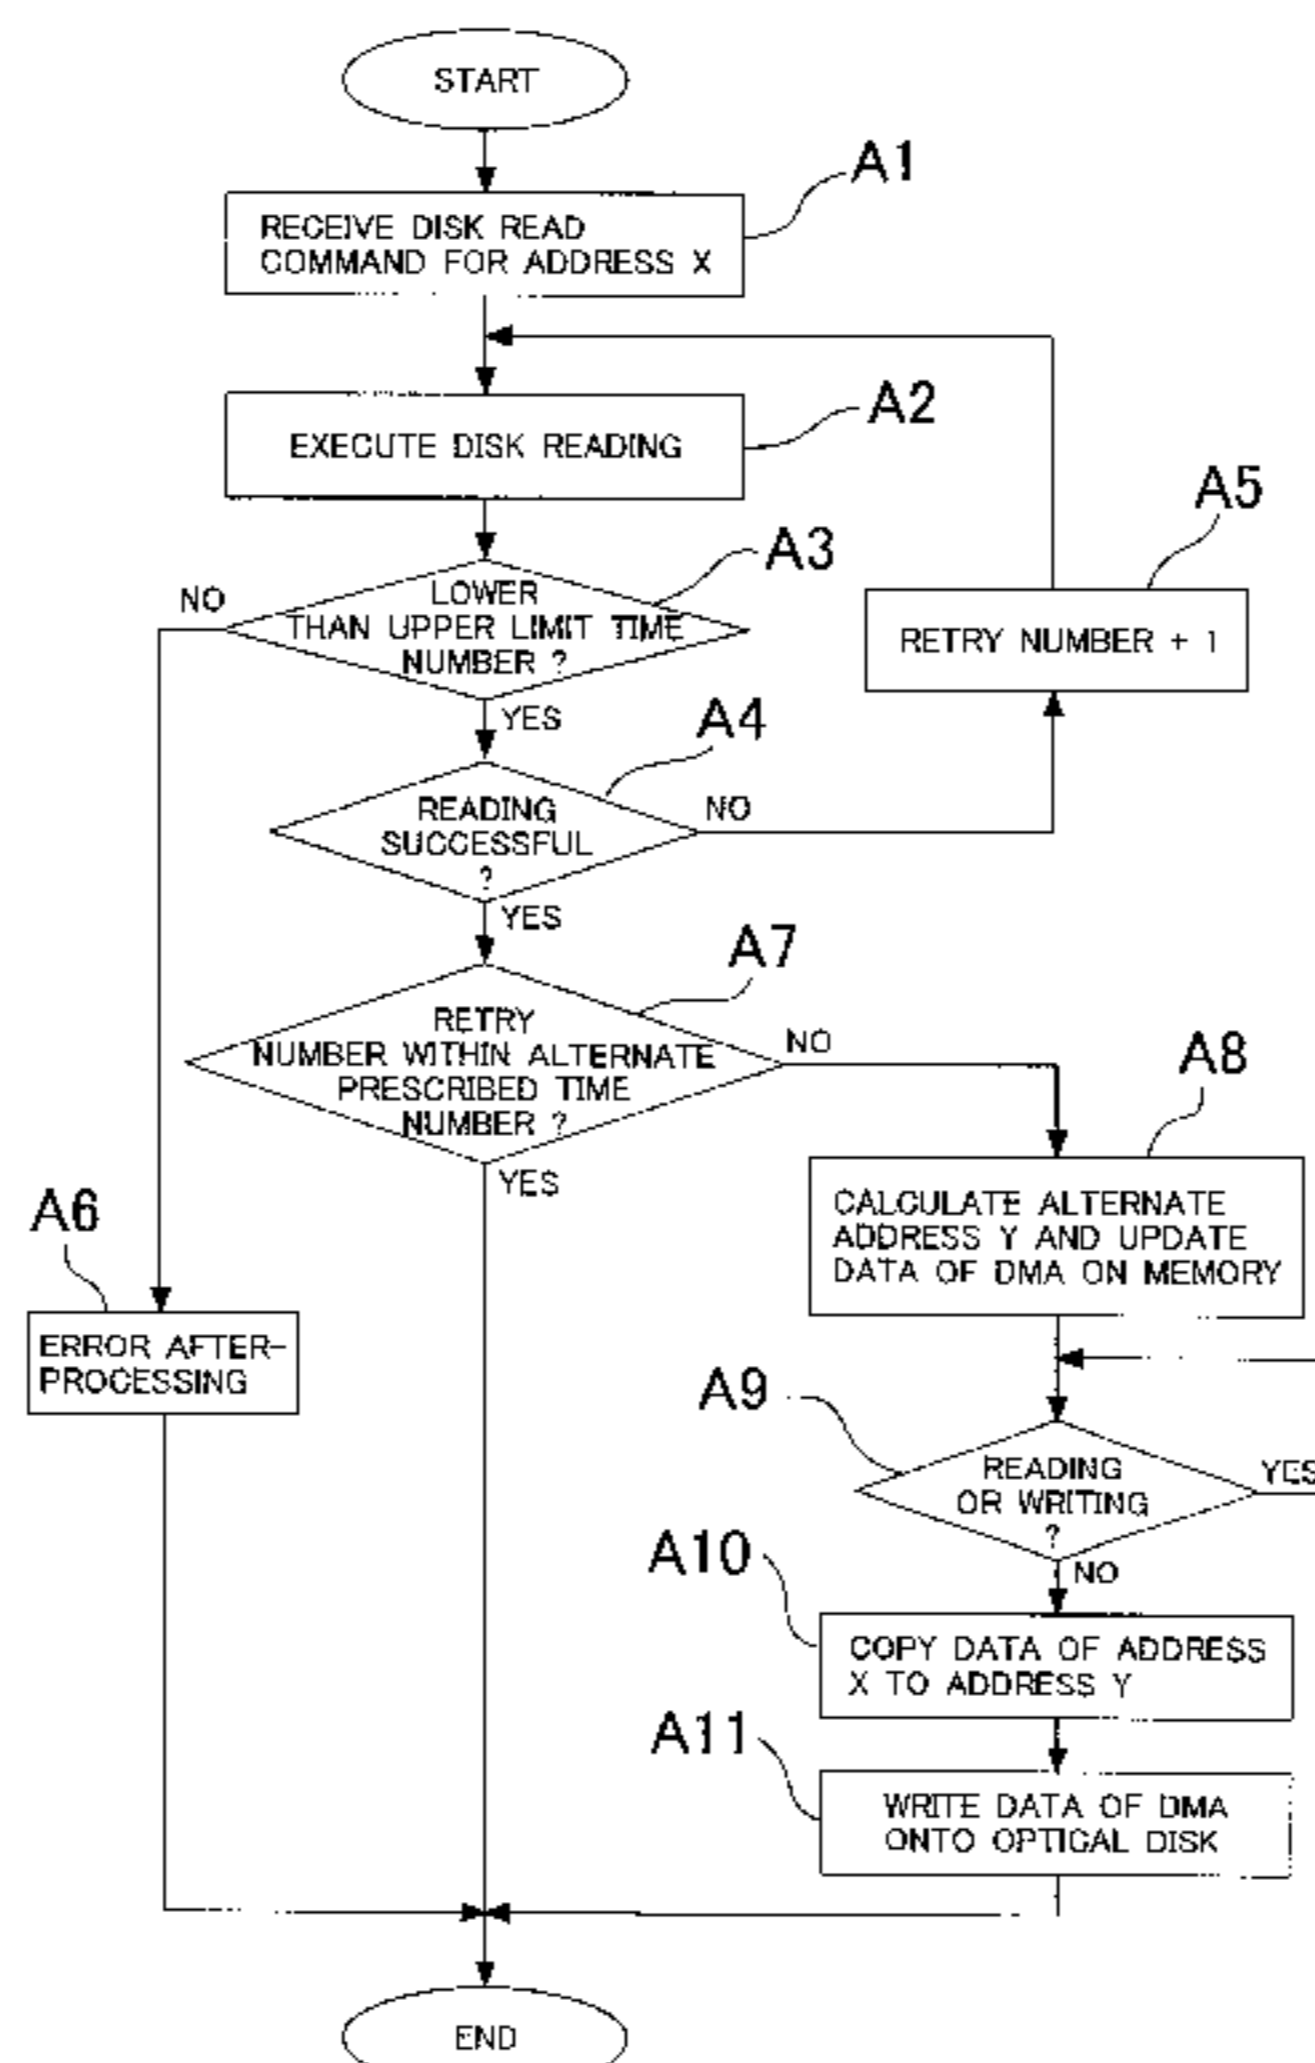 START
A1
RECEIVE DISK READ
COMMAND FOR ADDRESS X
A2
EXECUTE DISK READING
A5
A3
NO
LOWER
THAN UPPER LIMIT TIME
NUMBER ?
RETRY NUMBER + 1
YES
A4
READING
SUCCESSFUL
?
NO
YES
A7
RETRY
NUMBER WITHIN ALTERNATE
PRESCRIBED TIME
NUMBER ?
NO
A8
YES
CALCULATE ALTERNATE
ADDRESS Y AND UPDATE
DATA OF DMA ON MEMORY
A6
ERROR AFTER-
PROCESSING
A9
READING
OR WRITING
?
YES
NO
A10
COPY DATA OF ADDRESS
X TO ADDRESS Y
A11
WRITE DATA OF DMA
ONTO OPTICAL DISK
END